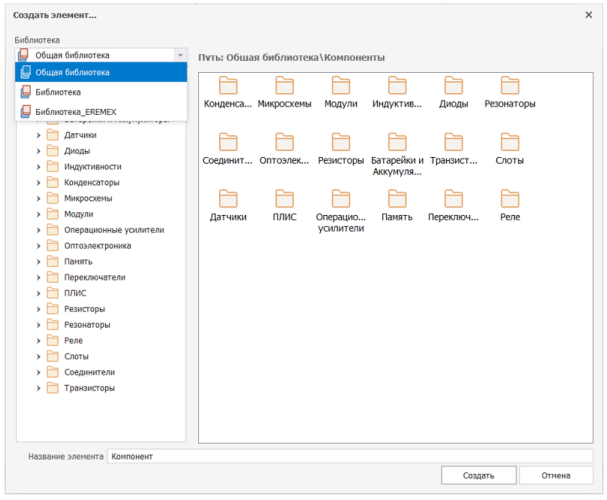 Создать элемент...
Библиотека
Общая библиотека
Общая библиотека
Библиотека
Библиотека_EREMEX
Датчики
Диоды
Индуктивности
Конденсаторы
Микросхемы
Модули
Операционные усилители
Оптоэлектроника
Память
Переключатели
ПЛИС
Резисторы
Резонаторы
Реле
Слоты
Соединители
Транзисторы
Путь: Общая библиотека\Компоненты
Конденса... Микросхемы Модули Индуктив... Диоды Резонаторы
Соединит... Оптоэлек... Резисторы Батарейки и Транзист... Слоты
Аккумуля...
Датчики ПЛИС Операцио... Память Переключ... Реле
усилители
Название элемента Компонент
Создать Отмена